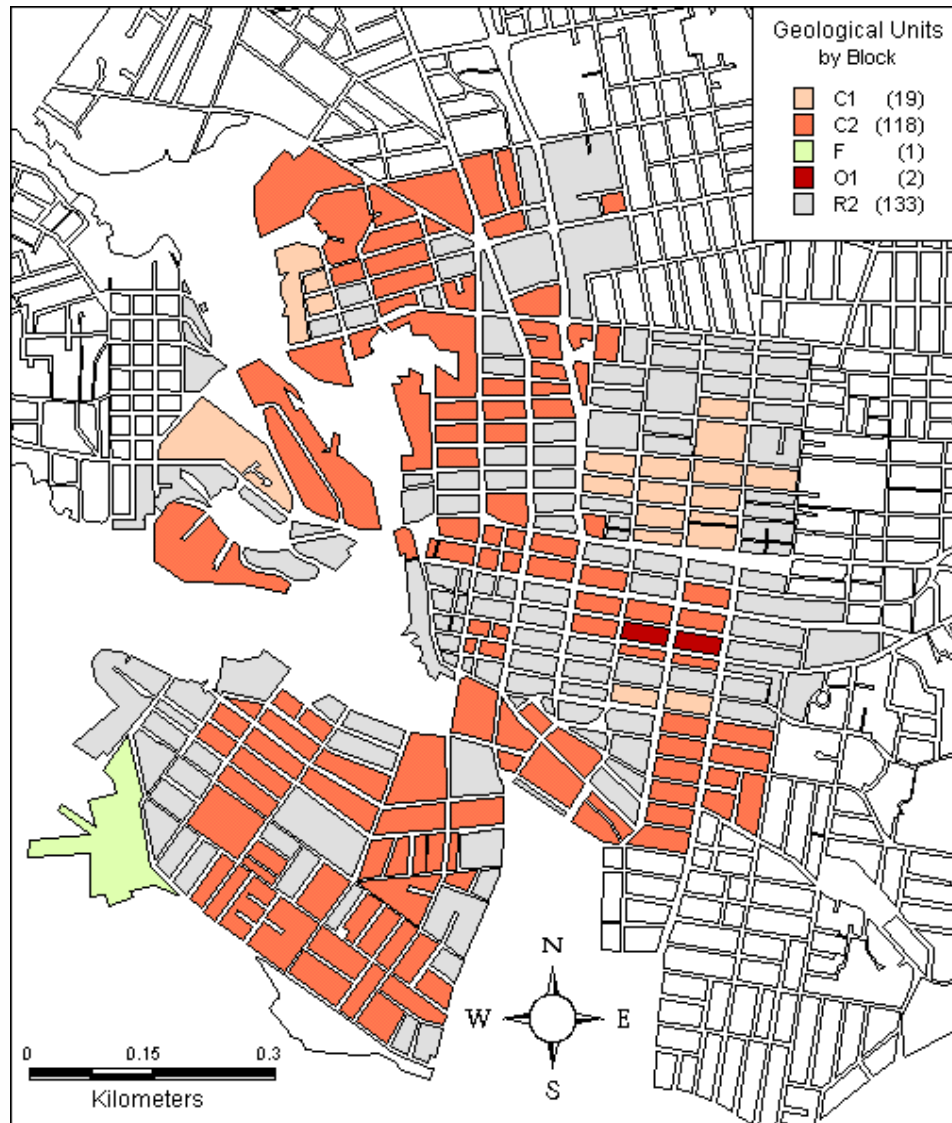 Geological Units
by Block
C1 (19)
C2 (118)
F (1)
O1 (2)
R2 (133)
N
W E
S
0 0.15 0.3
Kilometers